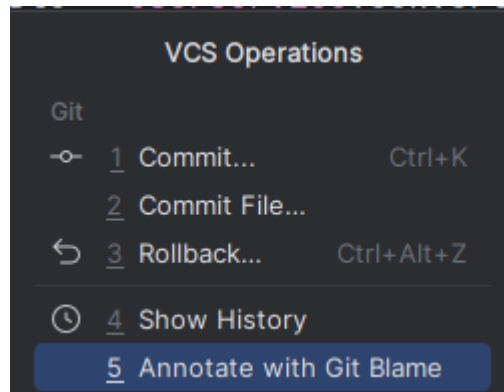 VCS Operations
Git
1 Commit... Ctrl+K
2 Commit File...
3 Rollback... Ctrl+Alt+Z
4 Show History
5 Annotate with Git Blame